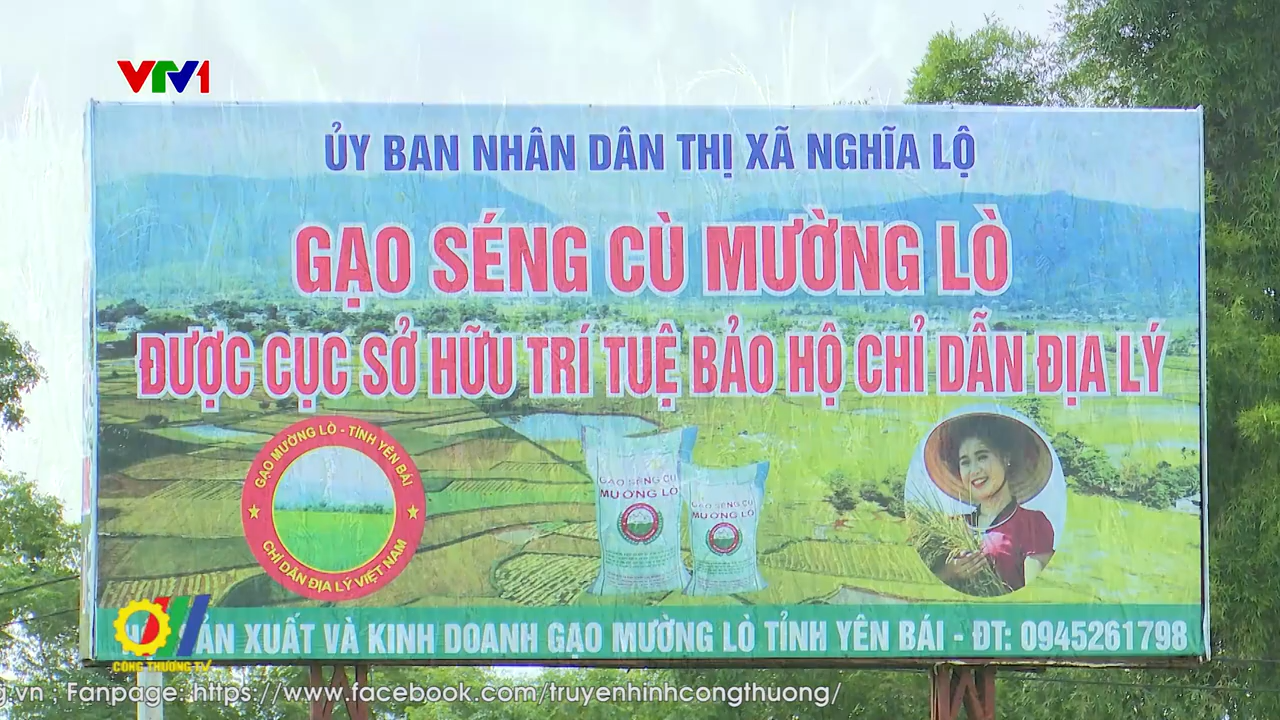 VTV1
ỦY BAN NHÂN DÂN THỊ XÃ NGHĨA LỘ
GẠO SÉNG CÙ MƯỜNG LÒ
ĐƯỢC CỤC SỞ HỮU TRÍ TUỆ BẢO HỘ CHỈ DẪN ĐỊA LÝ
GẠO MƯỜNG LÒ - TỈNH YÊN BÁI
CHỈ DẪN ĐỊA LÝ VIỆT NAM
GẠO SÉNG CÙ
MƯỜNG LÒ
GẠO SÉNG CÙ
MƯỜNG LÒ
XUẤT VÀ KINH DOANH GẠO MƯỜNG LÒ TỈNH YÊN BÁI - ĐT: 0945261798
CÔNG THƯƠNG TV
g.vn ; Fanpage: https://www.facebook.com/truyenhinhcongthuong/